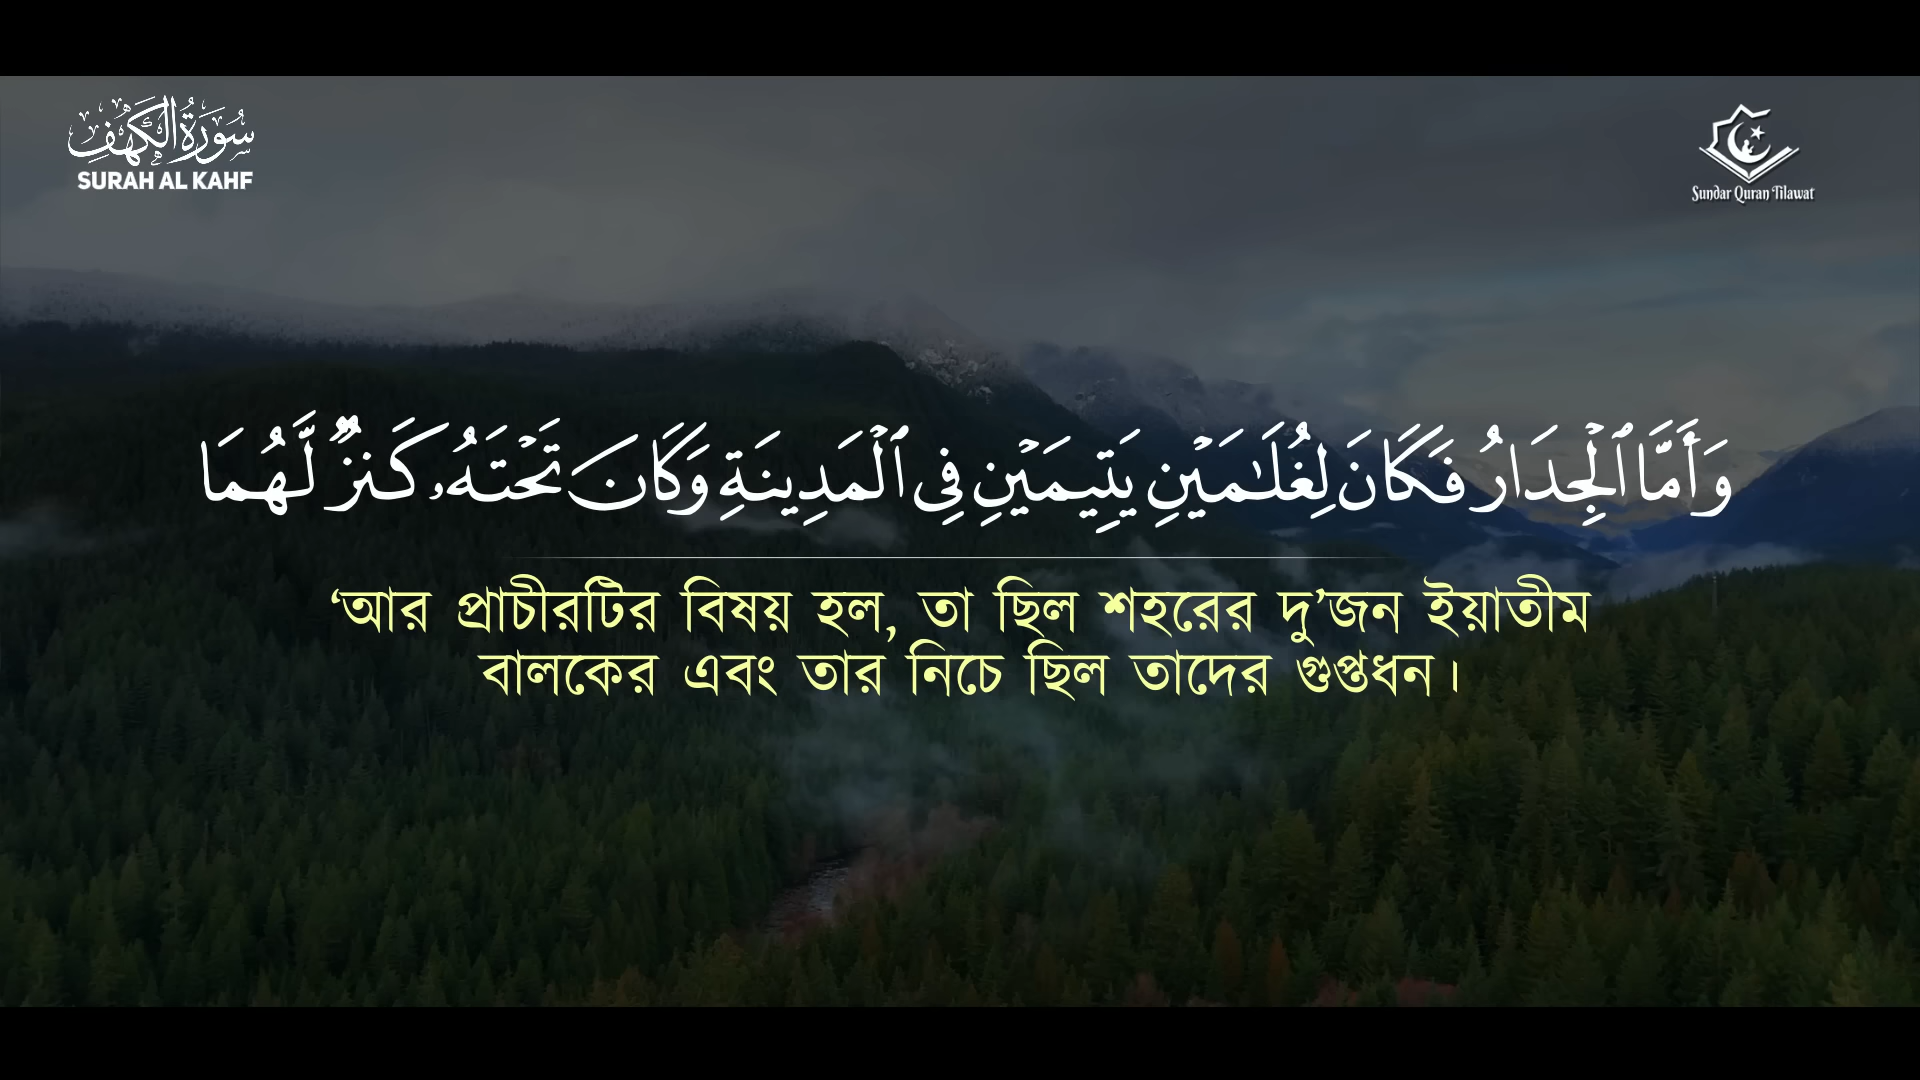 سُورَةُ الكَهْفِ
SURAH AL KAHF
Sundar Quran Tilawat
وَأَمَّا ٱلۡجِدَارُ فَكَانَ لِغُلَٰمَيۡنِ يَتِيمَيۡنِ فِي ٱلۡمَدِينَةِ وَكَانَ تَحۡتَهُۥ كَنزٞ لَّهُمَا
‘আর প্রাচীরটির বিষয় হল, তা ছিল শহরের দু’জন ইয়াতীম
বালকের এবং তার নিচে ছিল তাদের গুপ্তধন।